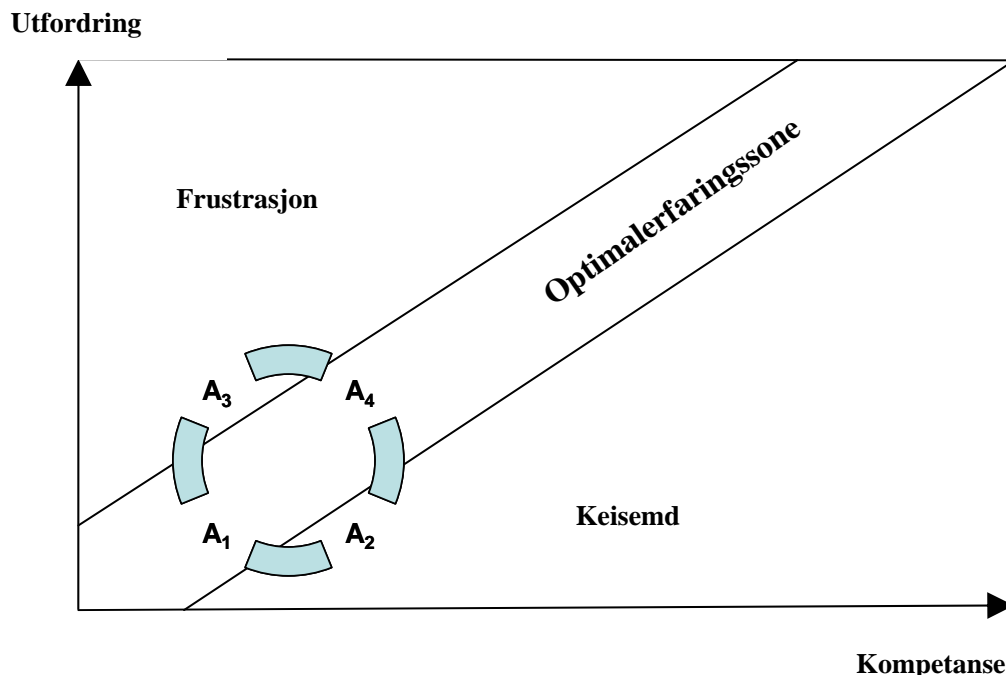 Utfordring
Optimalerfaringssone
Frustrasjon
A₃
A₄
Keisemd
A₁
A₂
Kompetanse